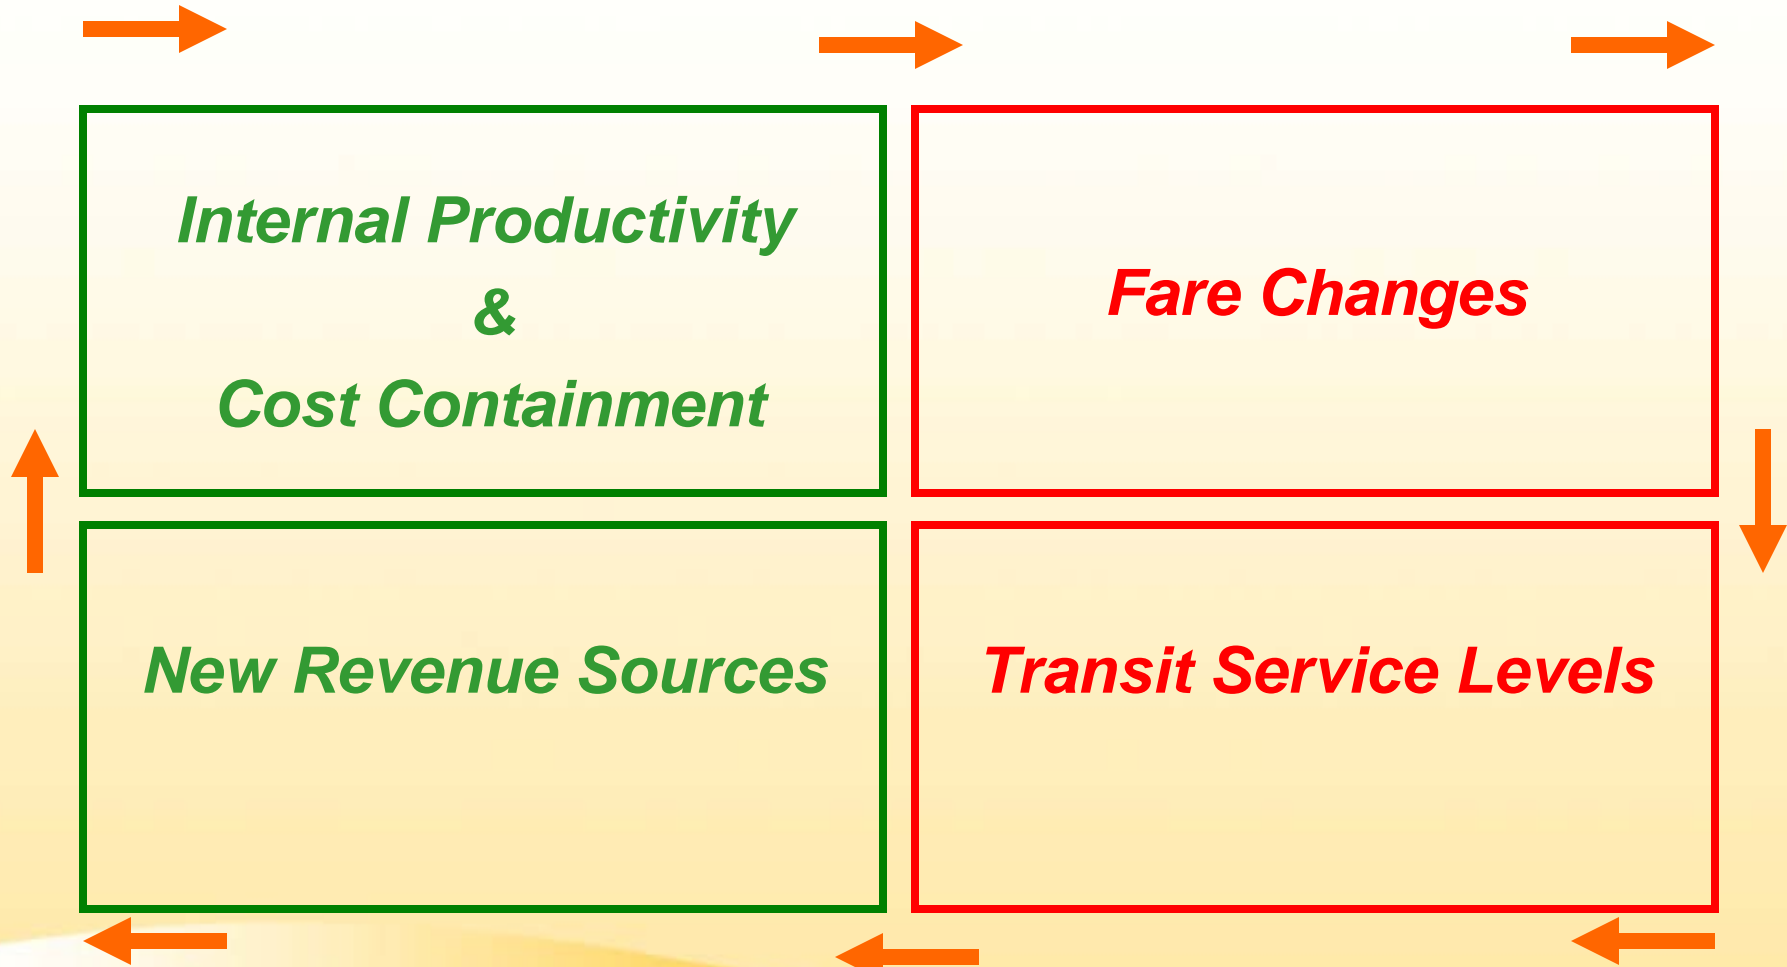 Internal Productivity
&
Cost Containment
Fare Changes
New Revenue Sources
Transit Service Levels